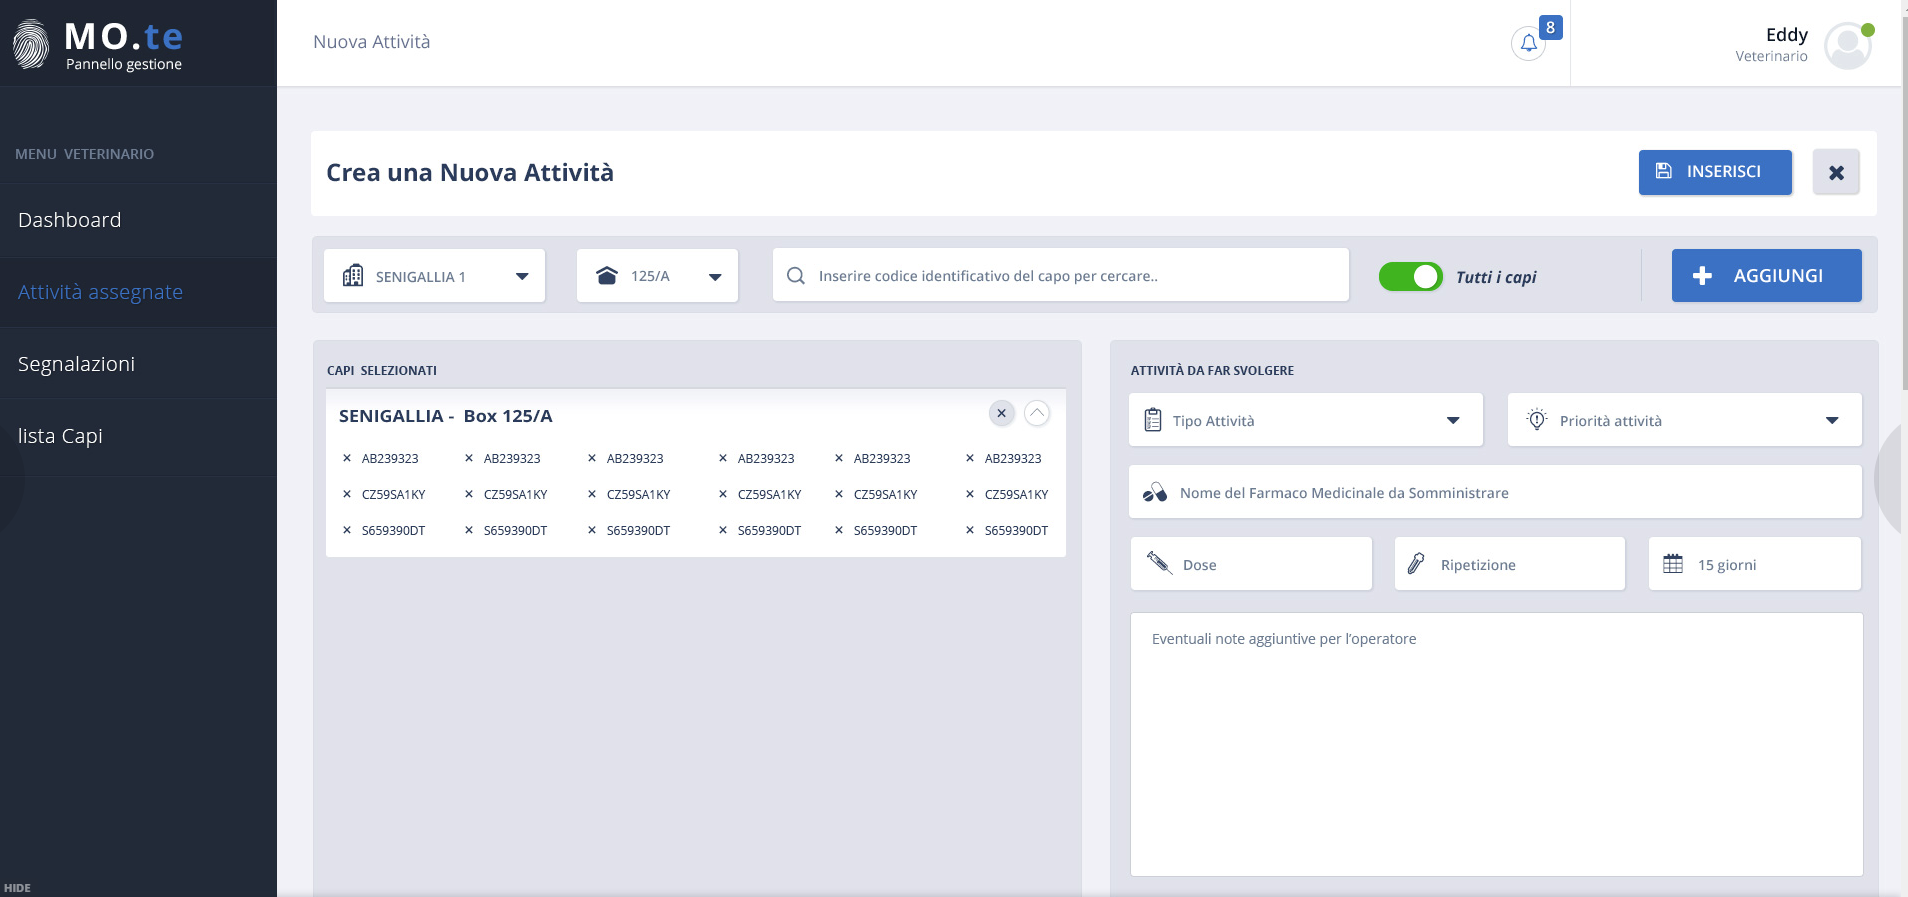 MO.te
Pannello gestione
Nuova Attività
8
Eddy
Veterinario
MENU VETERINARIO
Dashboard
Attività assegnate
Segnalazioni
lista Capi
HIDE
Crea una Nuova Attività
INSERISCI
SENIGALLIA 1
125/A
Inserire codice identificativo del capo per cercare..
Tutti i capi
AGGIUNGI
CAPI SELEZIONATI
SENIGALLIA - Box 125/A
AB239323 AB239323 AB239323 AB239323 AB239323 AB239323
CZ59SA1KY CZ59SA1KY CZ59SA1KY CZ59SA1KY CZ59SA1KY CZ59SA1KY
S659390DT S659390DT S659390DT S659390DT S659390DT S659390DT
ATTIVITÀ DA FAR SVOLGERE
Tipo Attività
Priorità attività
Nome del Farmaco Medicinale da Somministrare
Dose
Ripetizione
15 giorni
Eventuali note aggiuntive per l'operatore